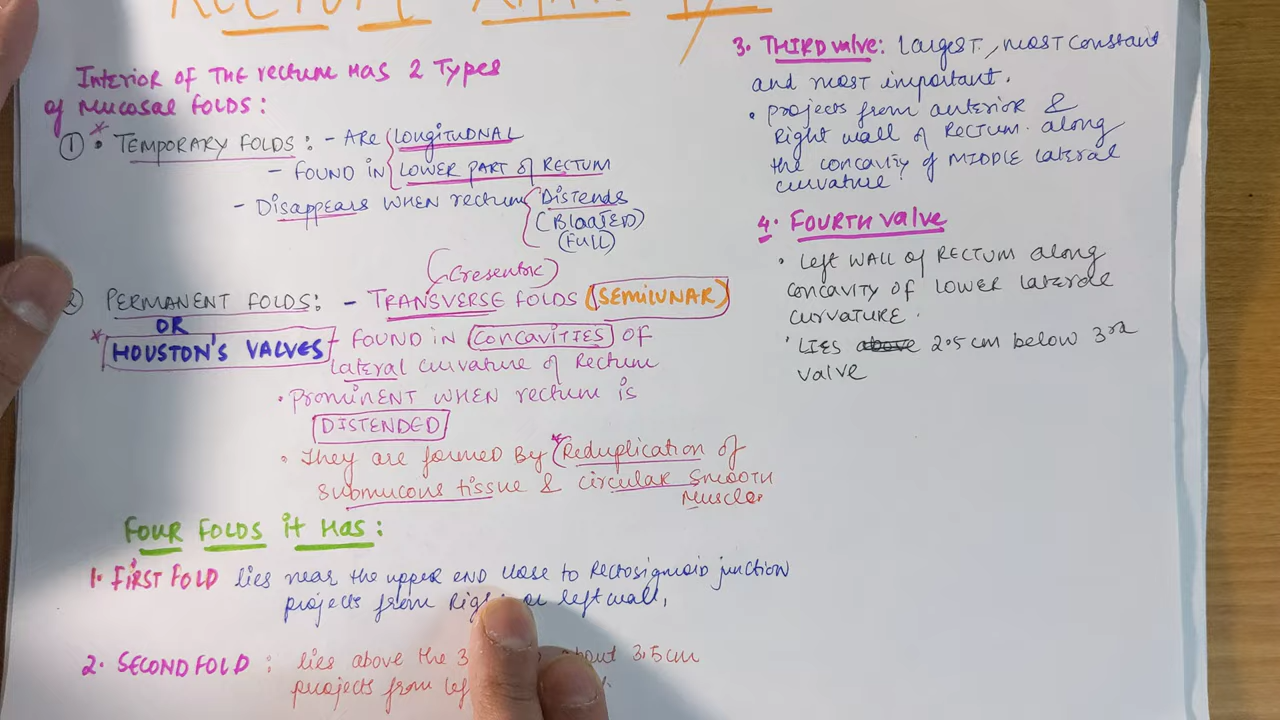 RECTUM
Interior of THE rectum HAS 2 Types
of MUCOSAL FOLDS:
① * • TEMPORARY FOLDS: - ARE LONGITUDNAL
- FOUND IN LOWER PART OF RECTUM
- Disappears WHEN rectum Distends
(BLOATED)
(FULL)
(Cresentric)
2 PERMANENT FOLDS: - TRANSVERSE FOLDS (SEMILUNAR)
OR
* HOUSTON'S VALVES - FOUND IN CONCAVITIES OF
lateral curvature of Rectum
• PROMINENT WHEN rectum is
DISTENDED
• They are formed By * Reduplication of
submucous tissue & circular SMOOTH
Muscles.
FOUR FOLDS it HAS:
1. FIRST FOLD lies near the upper END close to Rectosigmoid junction
projects from Right or left wall,
2. SECOND FOLD: lies above the 3 about 3.5cm
projects from lef
3. THIRD valve: Largest, most constant
and most important.
• projects from anterior &
Right wall of RECTUM. along
the concavity of MIDDLE lateral
curvature.
4. FOURTH valve
• Left WALL of RECTUM along
concavity of LOWER laterale
curvature.
• LIES above 2.5 cm below 3rd
valve